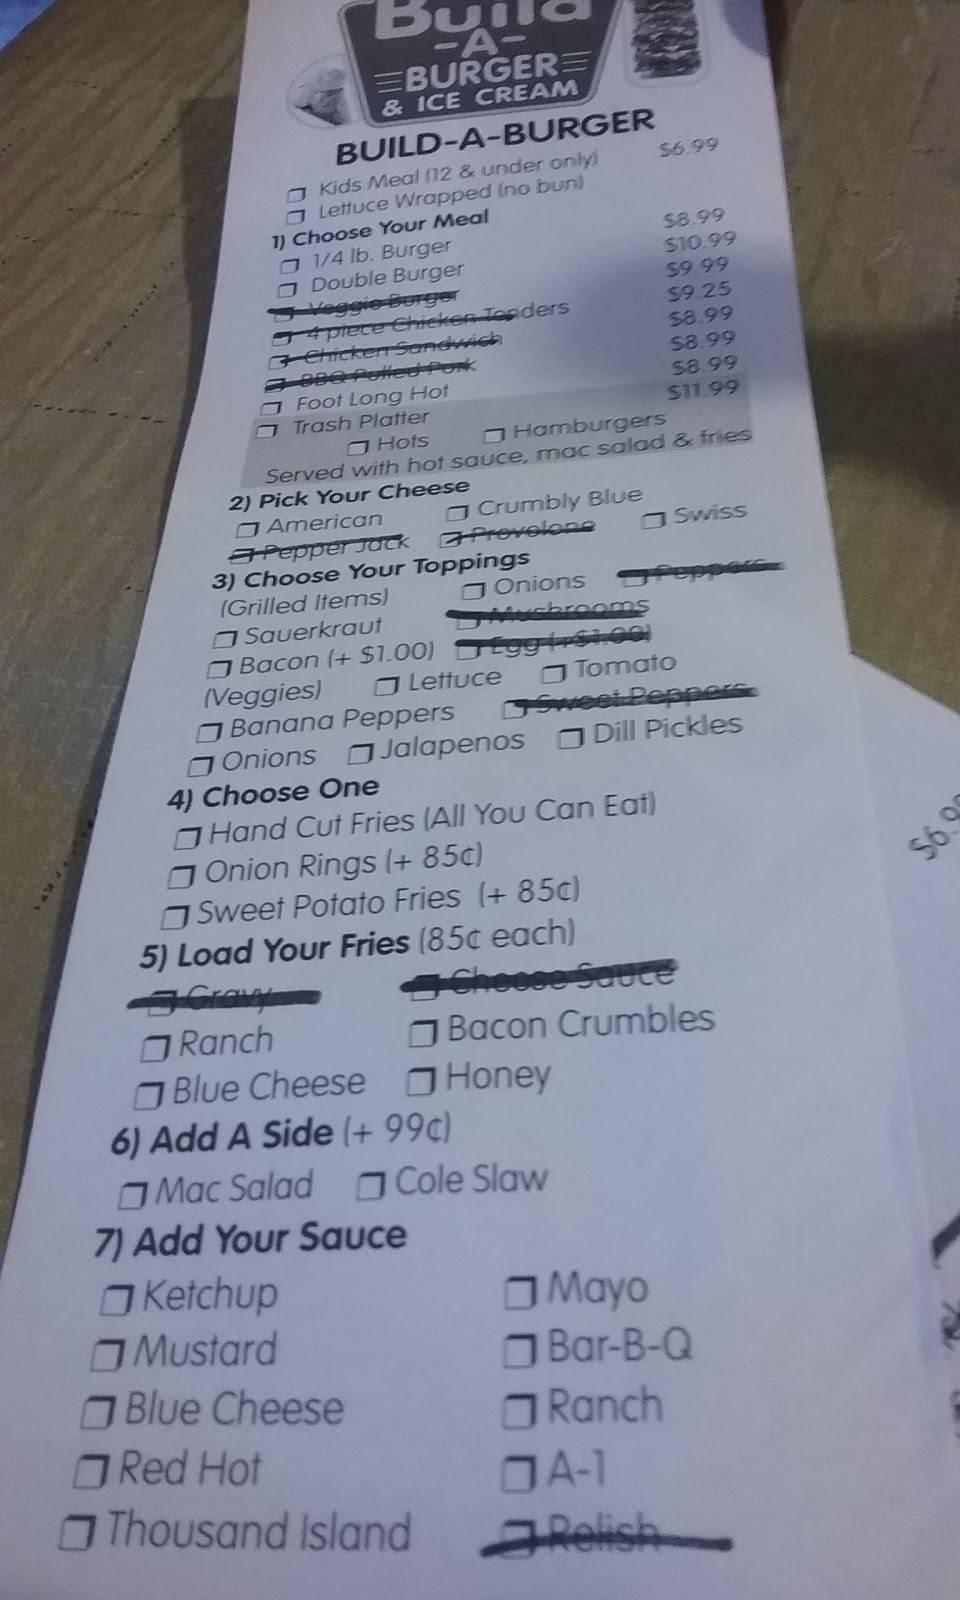 Build
-A-
BURGER
& ICE CREAM
BUILD-A-BURGER
Kids Meal (12 & under only) $6.99
Lettuce Wrapped (no bun)
1) Choose Your Meal
1/4 lb. Burger $8.99
Double Burger $10.99
Veggie Burger $9.99
4 piece Chicken Tenders $9.25
Chicken Sandwich $8.99
BBQ Pulled Pork $8.99
Foot Long Hot $8.99
Trash Platter $11.99
Hots Hamburgers
Served with hot sauce, mac salad & fries
2) Pick Your Cheese
American Crumbly Blue
Pepper Jack Provolone Swiss
3) Choose Your Toppings
(Grilled Items) Onions Peppers
Sauerkraut Mushrooms
Bacon (+ $1.00) Egg (+$1.00)
(Veggies) Lettuce Tomato
Banana Peppers Sweet Peppers
Onions Jalapenos Dill Pickles
4) Choose One
Hand Cut Fries (All You Can Eat)
Onion Rings (+ 85¢)
Sweet Potato Fries (+ 85¢)
5) Load Your Fries (85¢ each)
Gravy Cheese Sauce
Ranch Bacon Crumbles
Blue Cheese Honey
6) Add A Side (+ 99¢)
Mac Salad Cole Slaw
7) Add Your Sauce
Ketchup Mayo
Mustard Bar-B-Q
Blue Cheese Ranch
Red Hot A-1
Thousand Island Relish